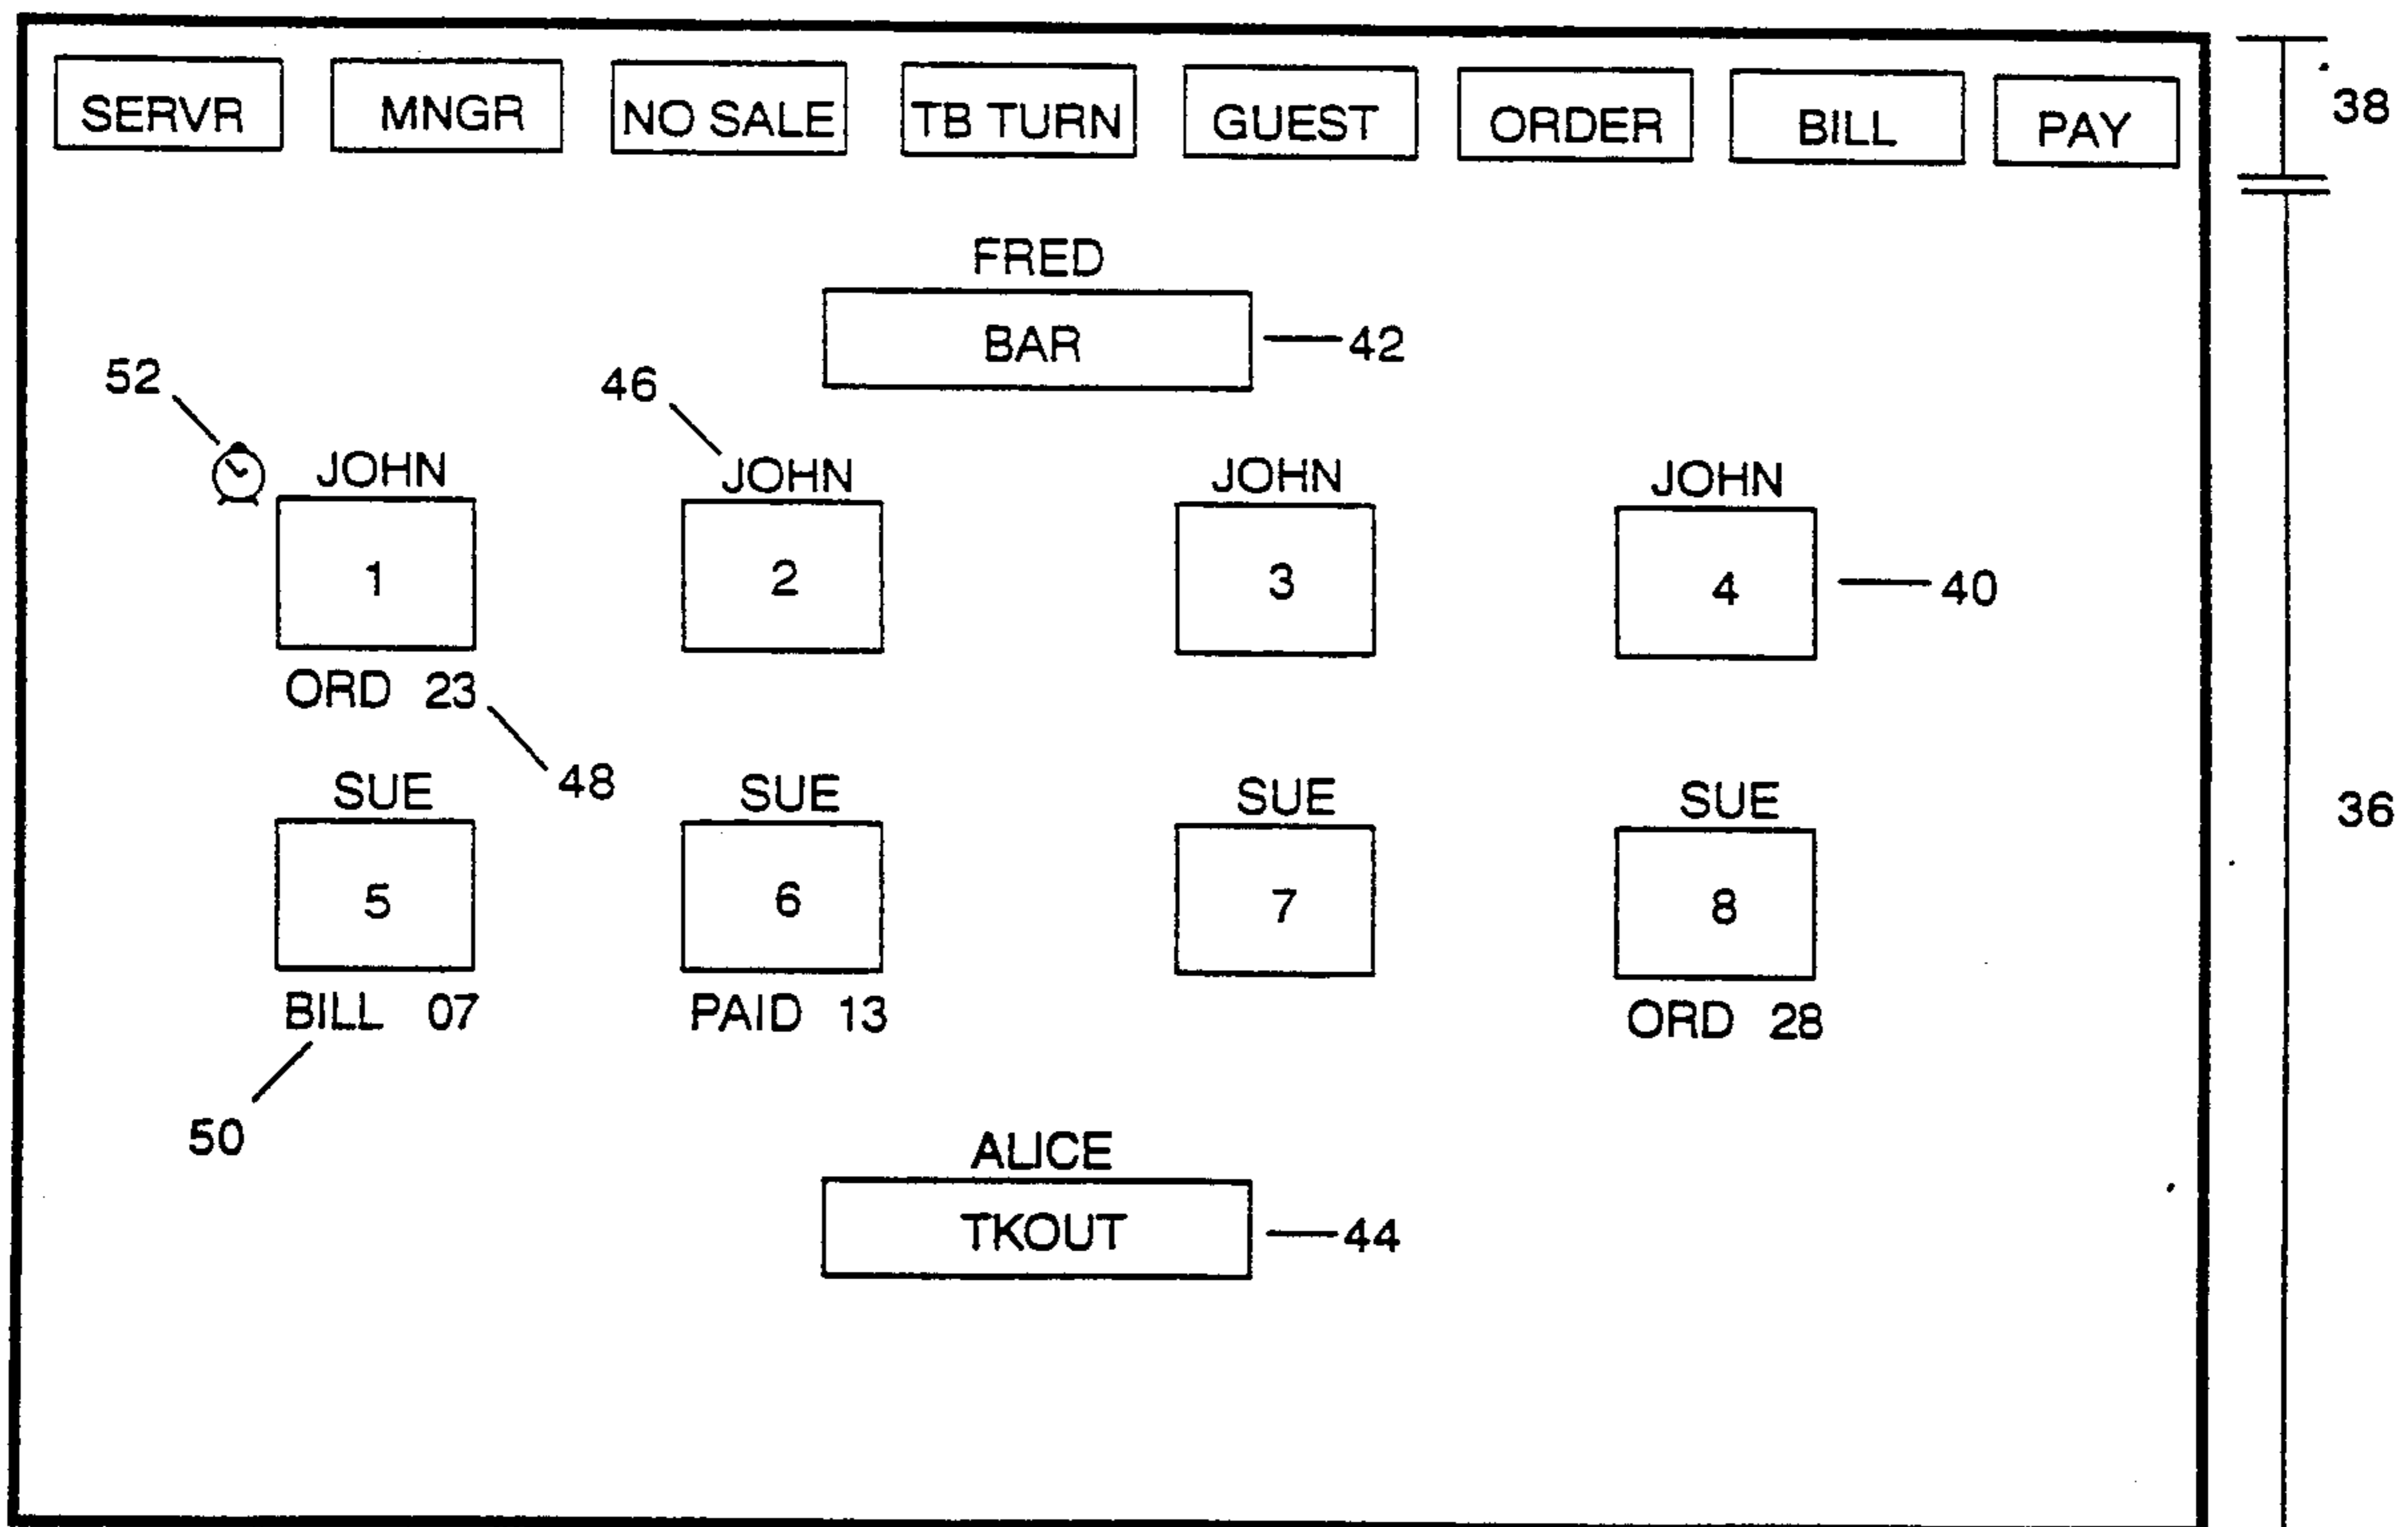 SERVR MNGR NO SALE TB TURN GUEST ORDER BILL PAY 38
FRED
BAR 42
52 46
JOHN JOHN JOHN JOHN
1 2 3 4 40
ORD 23
48
SUE SUE SUE SUE 36
5 6 7 8
BILL 07 PAID 13 ORD 28
50
ALICE
TKOUT 44